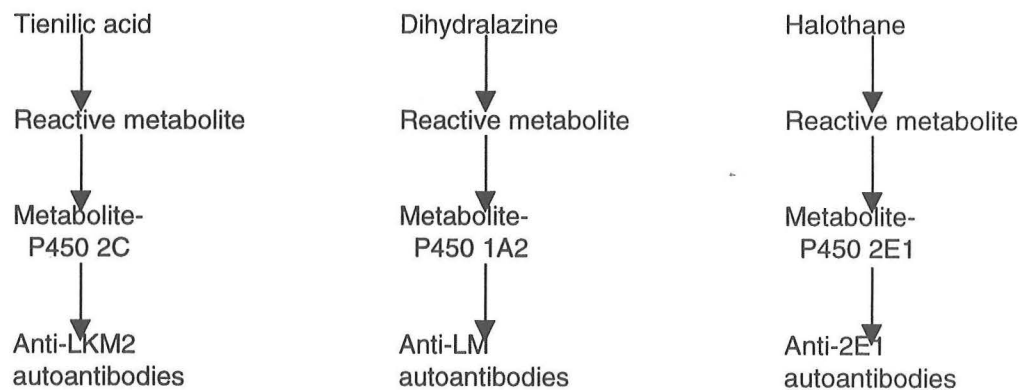 Tienilic acid
Reactive metabolite
Metabolite-
P450 2C
Anti-LKM2
autoantibodies
Dihydralazine
Reactive metabolite
Metabolite-
P450 1A2
Anti-LM
autoantibodies
Halothane
Reactive metabolite
Metabolite-
P450 2E1
Anti-2E1
autoantibodies